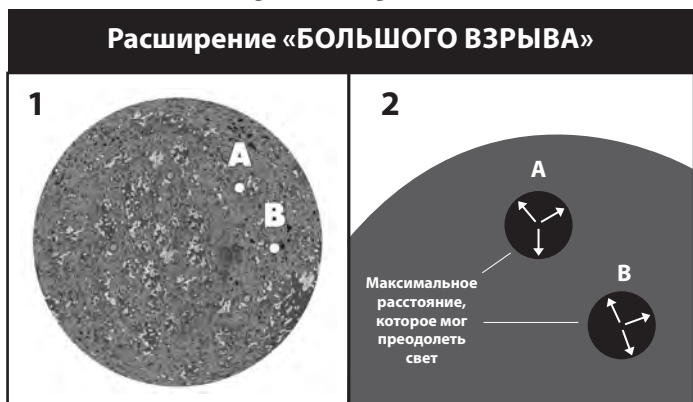 Расширение «БОЛЬШОГО ВЗРЫВА»
1
A
B
2
A
B
Максимальное
расстояние,
которое мог
преодолеть
свет